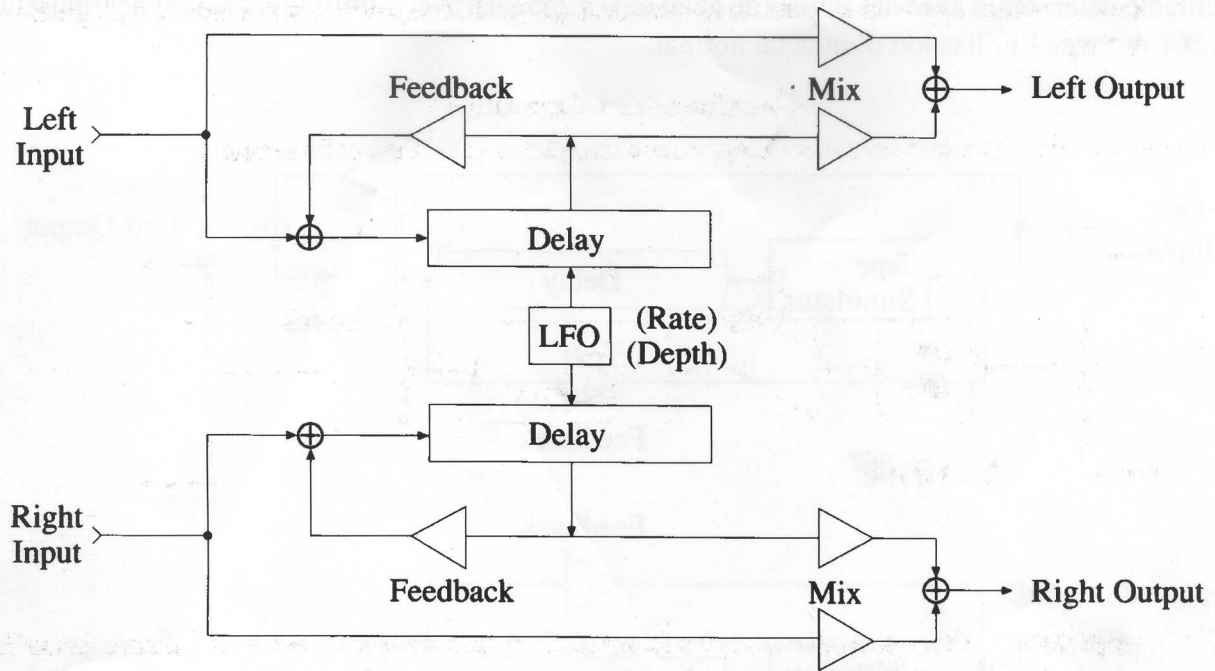 Feedback
Mix
Left Output
Left
Input
Delay
LFO
(Rate)
(Depth)
Delay
Right
Input
Feedback
Mix
Right Output